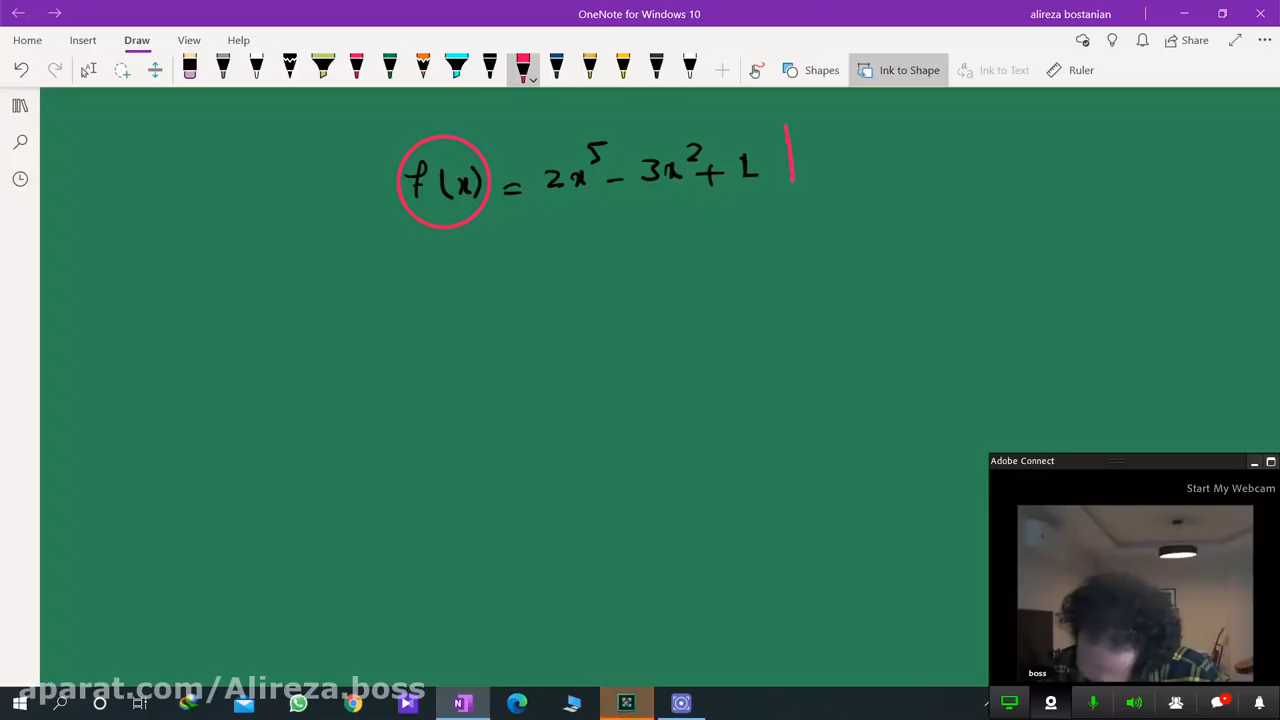 OneNote for Windows 10
alireza bostanian
Home Insert Draw View Help
Share
Shapes Ink to Shape Ink to Text Ruler
f(x) = 2x⁵ - 3x² + 1
Adobe Connect
Start My Webcam
boss
aparat.com/Alireza.boss